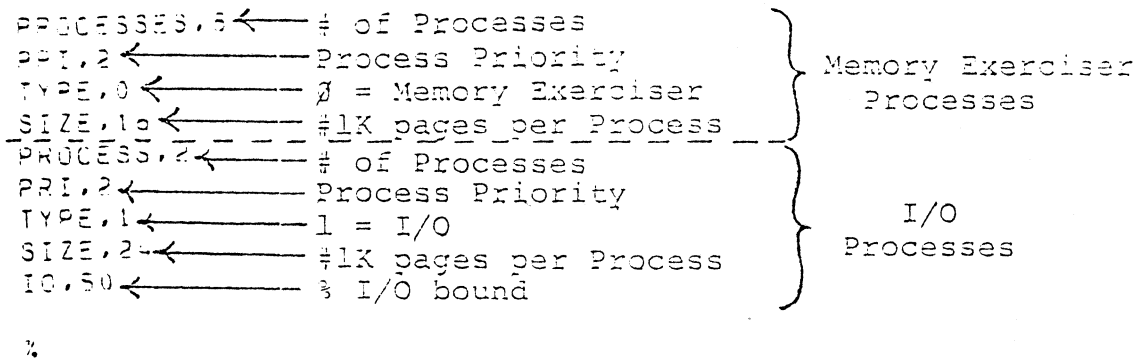 PROCESSES,5 # of Processes
PRI,2 Process Priority
TYPE,0 Ø = Memory Exerciser
SIZE, #1K pages per Process
Memory Exerciser
Processes
PROCESS,2 # of Processes
PRI,2 Process Priority
TYPE,1 1 = I/O
SIZE, #1K pages per Process
IO,50 % I/O bound
I/O
Processes
%